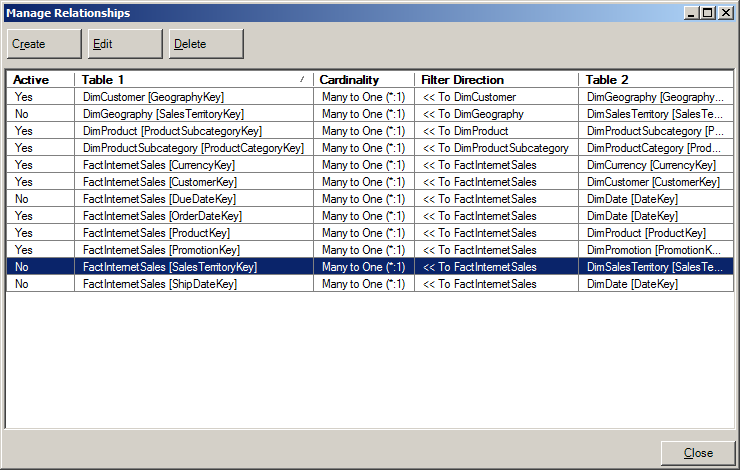 Manage Relationships
Create Edit Delete
Active Table 1 Cardinality Filter Direction Table 2
Yes DimCustomer [GeographyKey] Many to One (*:1) << To DimCustomer DimGeography [Geography...
No DimGeography [SalesTerritoryKey] Many to One (*:1) << To DimGeography DimSalesTerritory [SalesTe...
Yes DimProduct [ProductSubcategoryKey] Many to One (*:1) << To DimProduct DimProductSubcategory [P...
Yes DimProductSubcategory [ProductCategoryKey] Many to One (*:1) << To DimProductSubcategory DimProductCategory [Prod...
Yes FactInternetSales [CurrencyKey] Many to One (*:1) << To FactInternetSales DimCurrency [CurrencyKey]
Yes FactInternetSales [CustomerKey] Many to One (*:1) << To FactInternetSales DimCustomer [CustomerKey]
No FactInternetSales [DueDateKey] Many to One (*:1) << To FactInternetSales DimDate [DateKey]
Yes FactInternetSales [OrderDateKey] Many to One (*:1) << To FactInternetSales DimDate [DateKey]
Yes FactInternetSales [ProductKey] Many to One (*:1) << To FactInternetSales DimProduct [ProductKey]
Yes FactInternetSales [PromotionKey] Many to One (*:1) << To FactInternetSales DimPromotion [PromotionK...
No FactInternetSales [SalesTerritoryKey] Many to One (*:1) << To FactInternetSales DimSalesTerritory [SalesTe...
No FactInternetSales [ShipDateKey] Many to One (*:1) << To FactInternetSales DimDate [DateKey]
Close